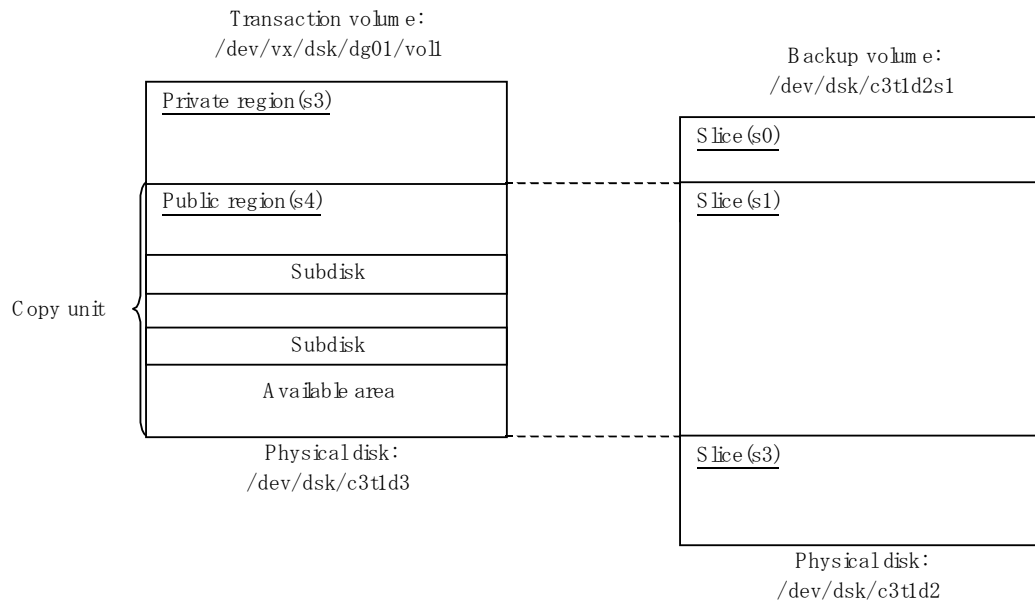 Transaction volume:
/dev/vx/dsk/dg01/vol1
Private region(s3)
Public region(s4)
Subdisk
Subdisk
Available area
Copy unit
Physical disk:
/dev/dsk/c3t1d3
Backup volume:
/dev/dsk/c3t1d2s1
Slice(s0)
Slice(s1)
Slice(s3)
Physical disk:
/dev/dsk/c3t1d2